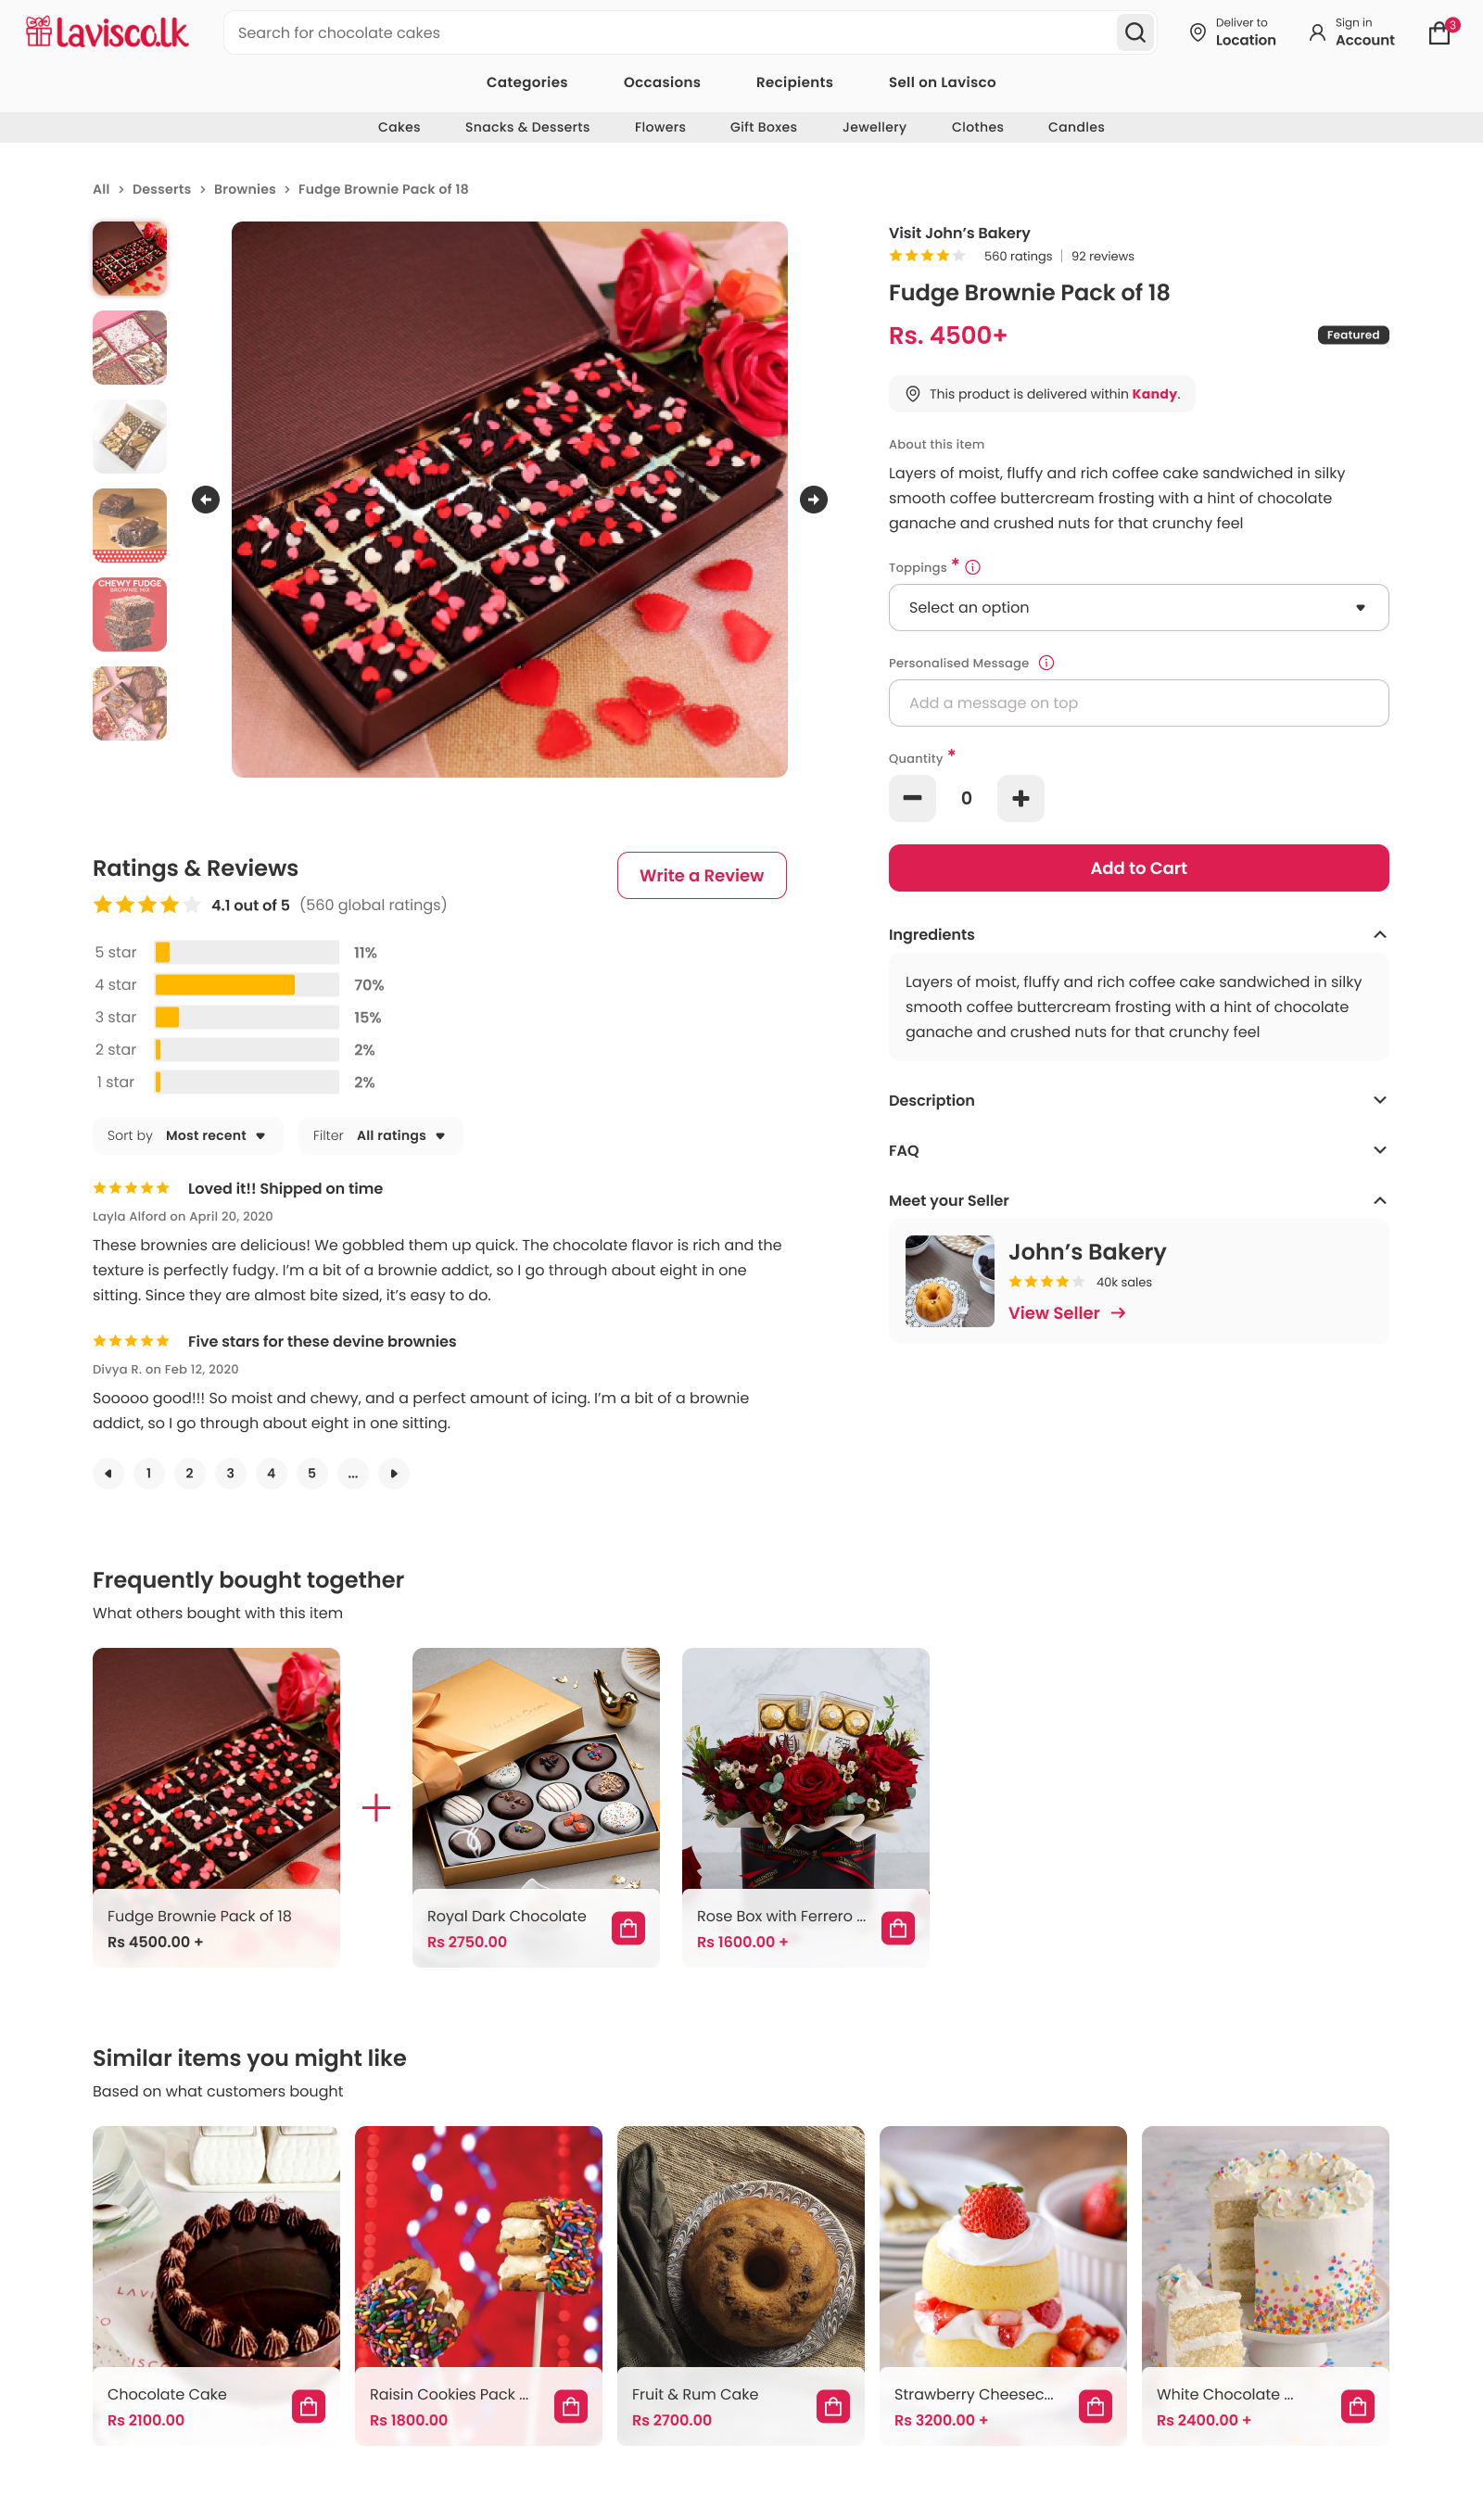 Lavisco.lk
Search for chocolate cakes
Deliver to
Location
Sign in
Account
3
Categories
Occasions
Recipients
Sell on Lavisco
Cakes
Snacks & Desserts
Flowers
Gift Boxes
Jewellery
Clothes
Candles
All > Desserts > Brownies > Fudge Brownie Pack of 18
CHEWY FUDGE
BROWNIE MIX
Visit John’s Bakery
560 ratings | 92 reviews
Fudge Brownie Pack of 18
Rs. 4500+
Featured
This product is delivered within Kandy.
About this item
Layers of moist, fluffy and rich coffee cake sandwiched in silky
smooth coffee buttercream frosting with a hint of chocolate
ganache and crushed nuts for that crunchy feel
Toppings *
Select an option
Personalised Message
Add a message on top
Quantity *
0
Add to Cart
Ingredients
Layers of moist, fluffy and rich coffee cake sandwiched in silky
smooth coffee buttercream frosting with a hint of chocolate
ganache and crushed nuts for that crunchy feel
Description
FAQ
Meet your Seller
John’s Bakery
40k sales
View Seller →
Ratings & Reviews
Write a Review
4.1 out of 5 (560 global ratings)
5 star 11%
4 star 70%
3 star 15%
2 star 2%
1 star 2%
Sort by Most recent
Filter All ratings
Loved it!! Shipped on time
Layla Alford on April 20, 2020
These brownies are delicious! We gobbled them up quick. The chocolate flavor is rich and the
texture is perfectly fudgy. I’m a bit of a brownie addict, so I go through about eight in one
sitting. Since they are almost bite sized, it’s easy to do.
Five stars for these devine brownies
Divya R. on Feb 12, 2020
Sooooo good!!! So moist and chewy, and a perfect amount of icing. I’m a bit of a brownie
addict, so I go through about eight in one sitting.
1 2 3 4 5 ...
Frequently bought together
What others bought with this item
Fudge Brownie Pack of 18
Rs 4500.00 +
+
Royal Dark Chocolate
Rs 2750.00
Rose Box with Ferrero ...
Rs 1600.00 +
Similar items you might like
Based on what customers bought
Chocolate Cake
Rs 2100.00
Raisin Cookies Pack ...
Rs 1800.00
Fruit & Rum Cake
Rs 2700.00
Strawberry Cheesec...
Rs 3200.00 +
White Chocolate ...
Rs 2400.00 +